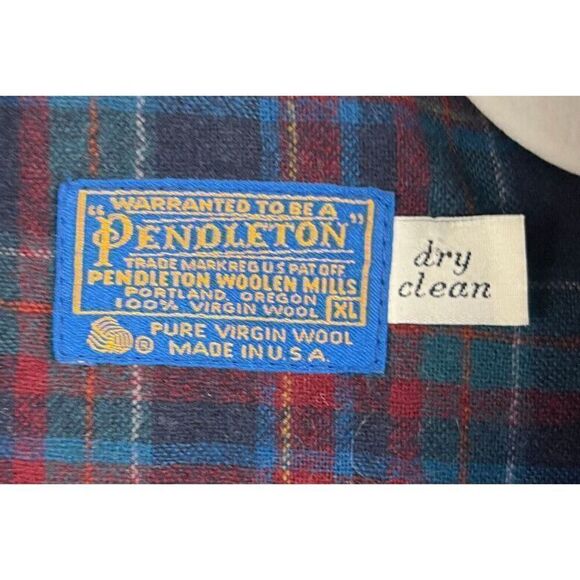 WARRANTED TO BE A
"PENDLETON"
TRADE MARK REG U S PAT OFF
PENDLETON WOOLEN MILLS
PORTLAND, OREGON
100% VIRGIN WOOL XL
® PURE VIRGIN WOOL
MADE IN U.S.A.
dry
clean